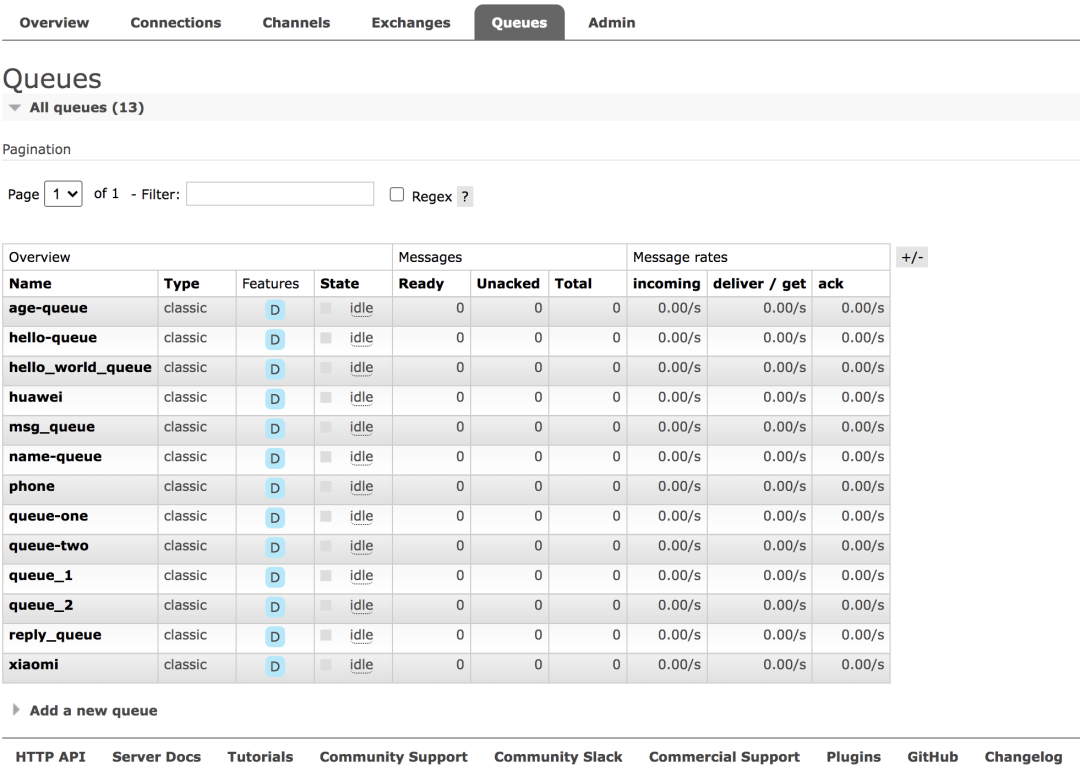 Overview Connections Channels Exchanges Queues Admin
Queues
All queues (13)
Pagination
Page 1 of 1 - Filter: Regex ?
Overview Messages Message rates +/-
Name Type Features State Ready Unacked Total incoming deliver / get ack
age-queue classic D idle 0 0 0 0.00/s 0.00/s 0.00/s
hello-queue classic D idle 0 0 0 0.00/s 0.00/s 0.00/s
hello_world_queue classic D idle 0 0 0 0.00/s 0.00/s 0.00/s
huawei classic D idle 0 0 0 0.00/s 0.00/s 0.00/s
msg_queue classic D idle 0 0 0 0.00/s 0.00/s 0.00/s
name-queue classic D idle 0 0 0 0.00/s 0.00/s 0.00/s
phone classic D idle 0 0 0 0.00/s 0.00/s 0.00/s
queue-one classic D idle 0 0 0 0.00/s 0.00/s 0.00/s
queue-two classic D idle 0 0 0 0.00/s 0.00/s 0.00/s
queue_1 classic D idle 0 0 0 0.00/s 0.00/s 0.00/s
queue_2 classic D idle 0 0 0 0.00/s 0.00/s 0.00/s
reply_queue classic D idle 0 0 0 0.00/s 0.00/s 0.00/s
xiaomi classic D idle 0 0 0 0.00/s 0.00/s 0.00/s
Add a new queue
HTTP API Server Docs Tutorials Community Support Community Slack Commercial Support Plugins GitHub Changelog